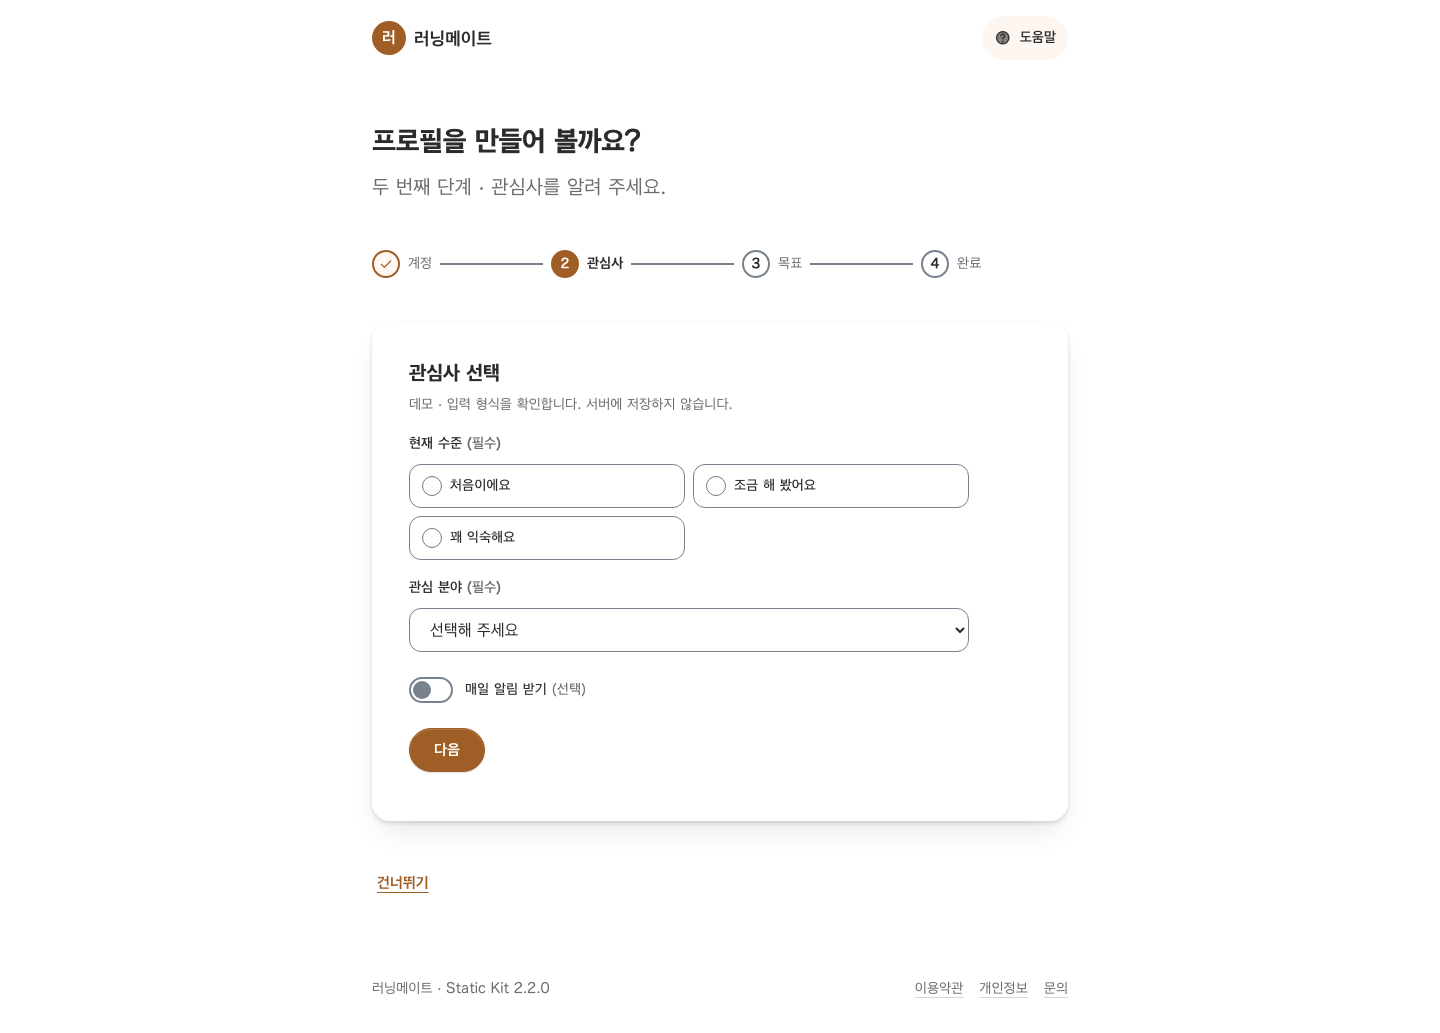 러 러닝메이트
도움말
프로필을 만들어 볼까요?
두 번째 단계 · 관심사를 알려 주세요.
계정 2 관심사 3 목표 4 완료
관심사 선택
데모 · 입력 형식을 확인합니다. 서버에 저장하지 않습니다.
현재 수준 (필수)
처음이에요 조금 해 봤어요
꽤 익숙해요
관심 분야 (필수)
선택해 주세요
매일 알림 받기 (선택)
다음
건너뛰기
러닝메이트 · Static Kit 2.2.0
이용약관 개인정보 문의